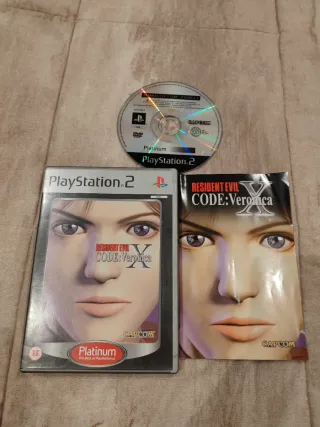 Platinum
PlayStation 2
PlayStation 2
RESIDENT EVIL
CODE: Veronica
X
CAPCOM
Platinum
RESIDENT EVIL
CODE: Veronica
X
CAPCOM